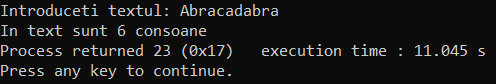 Introduceti textul: Abracadabra
In text sunt 6 consoane
Process returned 23 (0x17)   execution time : 11.045 s
Press any key to continue.